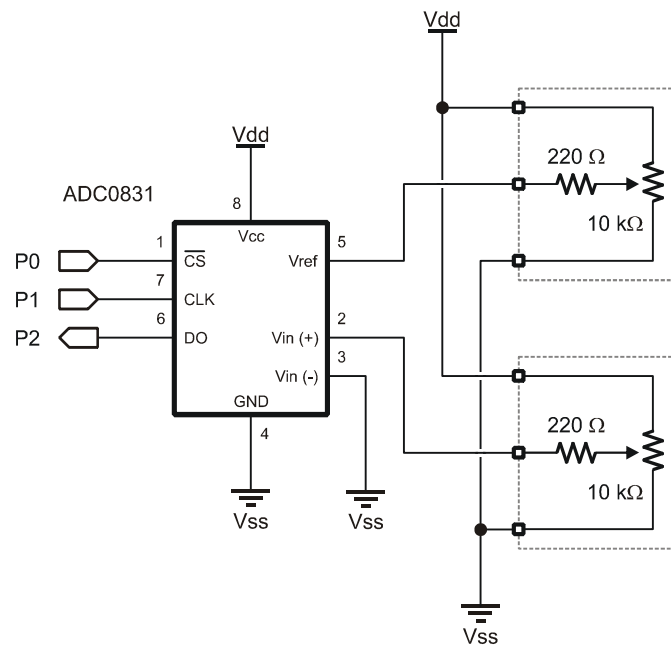 Vdd
Vdd
220 Ω
10 kΩ
ADC0831
8
Vcc
P0
1
CS
Vref
5
P1
7
CLK
P2
6
DO
Vin (+)
2
3
Vin (-)
GND
4
Vss
Vss
220 Ω
10 kΩ
Vss